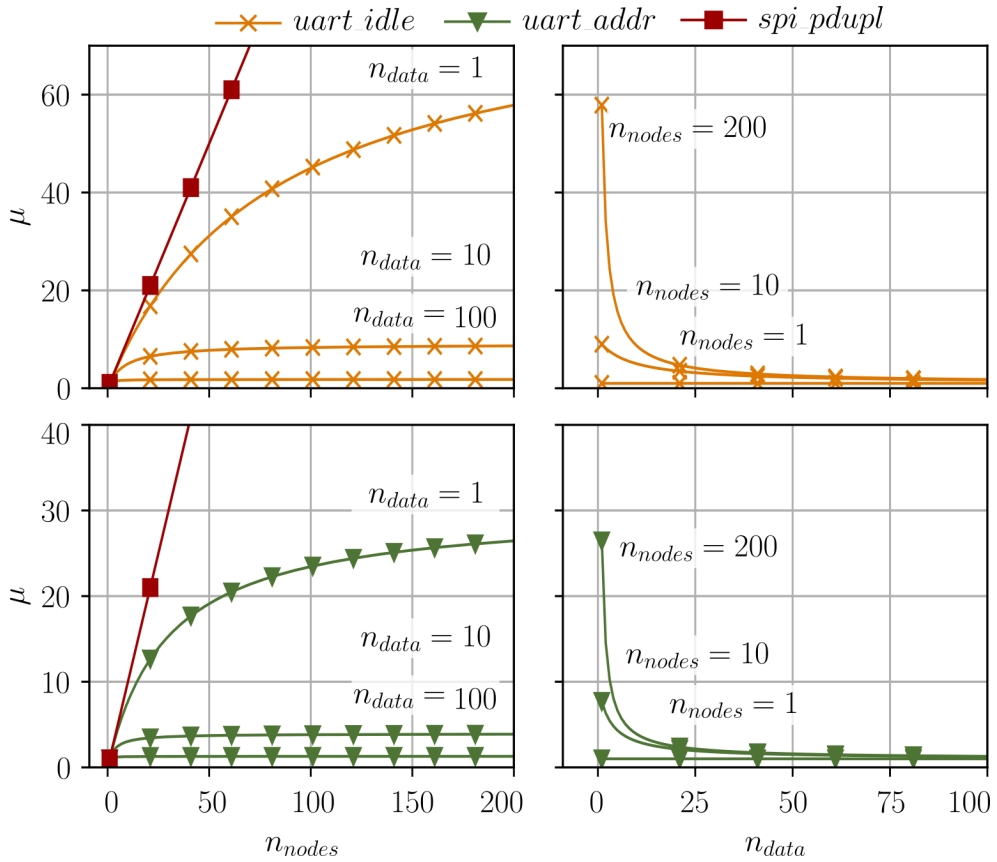 uart_idle uart_addr spi_pdupl
60
40
20
0
μ
n_data = 1
n_data = 10
n_data = 100
n_nodes = 200
n_nodes = 10
n_nodes = 1
40
30
20
10
0
μ
n_data = 1
n_data = 10
n_data = 100
0 50 100 150 200
n_nodes
n_nodes = 200
n_nodes = 10
n_nodes = 1
0 25 50 75 100
n_data